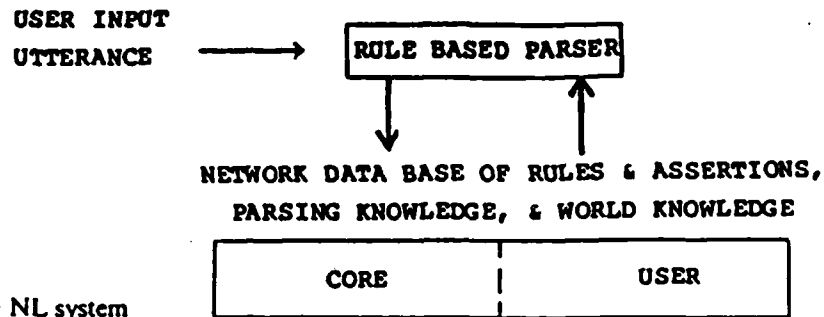 USER INPUT
UTTERANCE
RULE BASED PARSER
NETWORK DATA BASE OF RULES & ASSERTIONS,
PARSING KNOWLEDGE, & WORLD KNOWLEDGE
CORE
USER
NL system